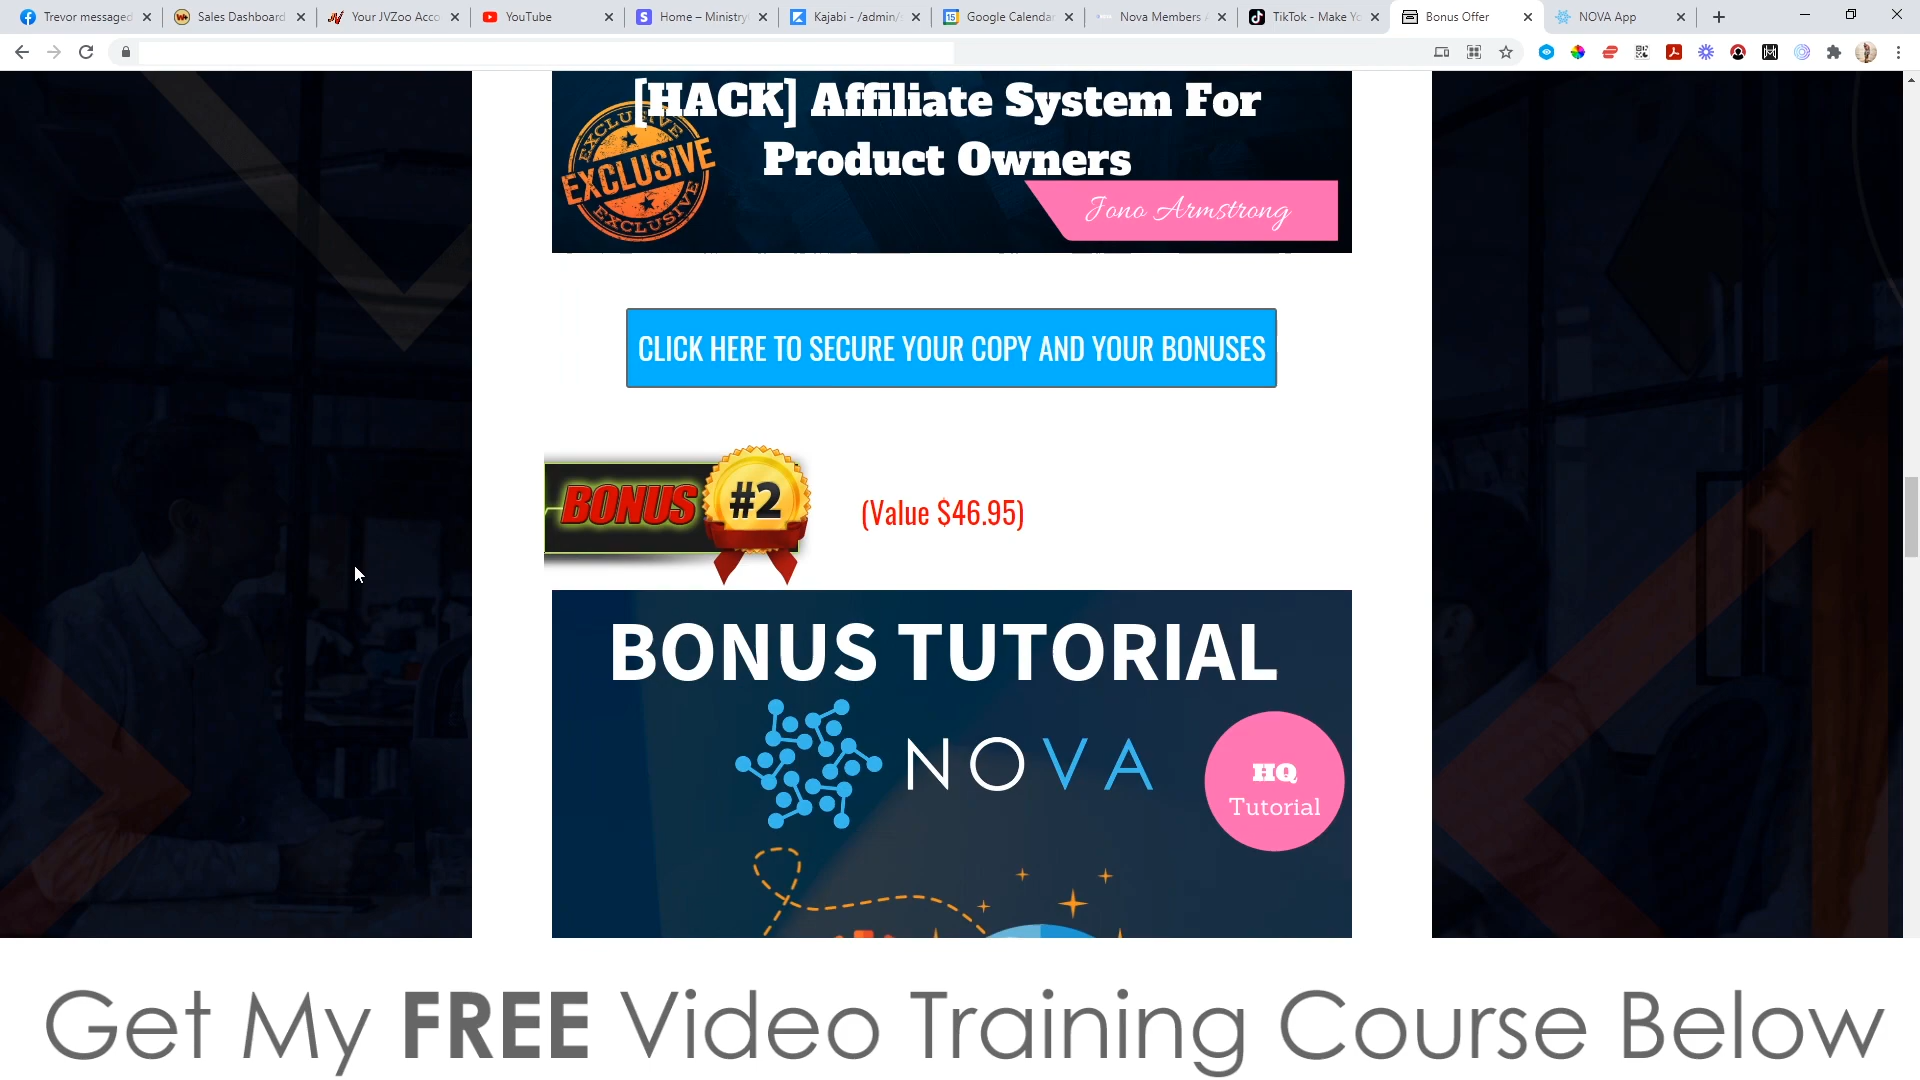 Trevor messaged
Sales Dashboard
Your JVZoo Acco
YouTube
Home – Ministry
Kajabi - /admin/
Google Calenda
Nova Members
TikTok - Make Yo
Bonus Offer
NOVA App
[HACK] Affiliate System For
Product Owners
EXCLUSIVE
EXCLUSIVE
EXCLUSIVE
Jono Armstrong
CLICK HERE TO SECURE YOUR COPY AND YOUR BONUSES
BONUS #2
(Value $46.95)
BONUS TUTORIAL
NOVA
HQ
Tutorial
Get My FREE Video Training Course Below